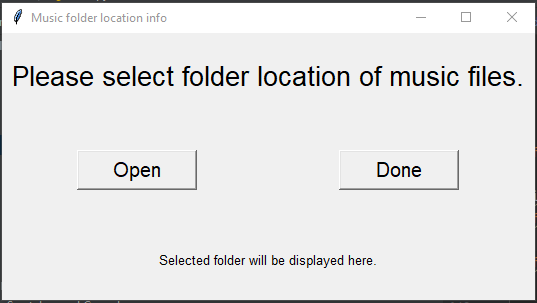 Music folder location info
Please select folder location of music files.
Open Done
Selected folder will be displayed here.